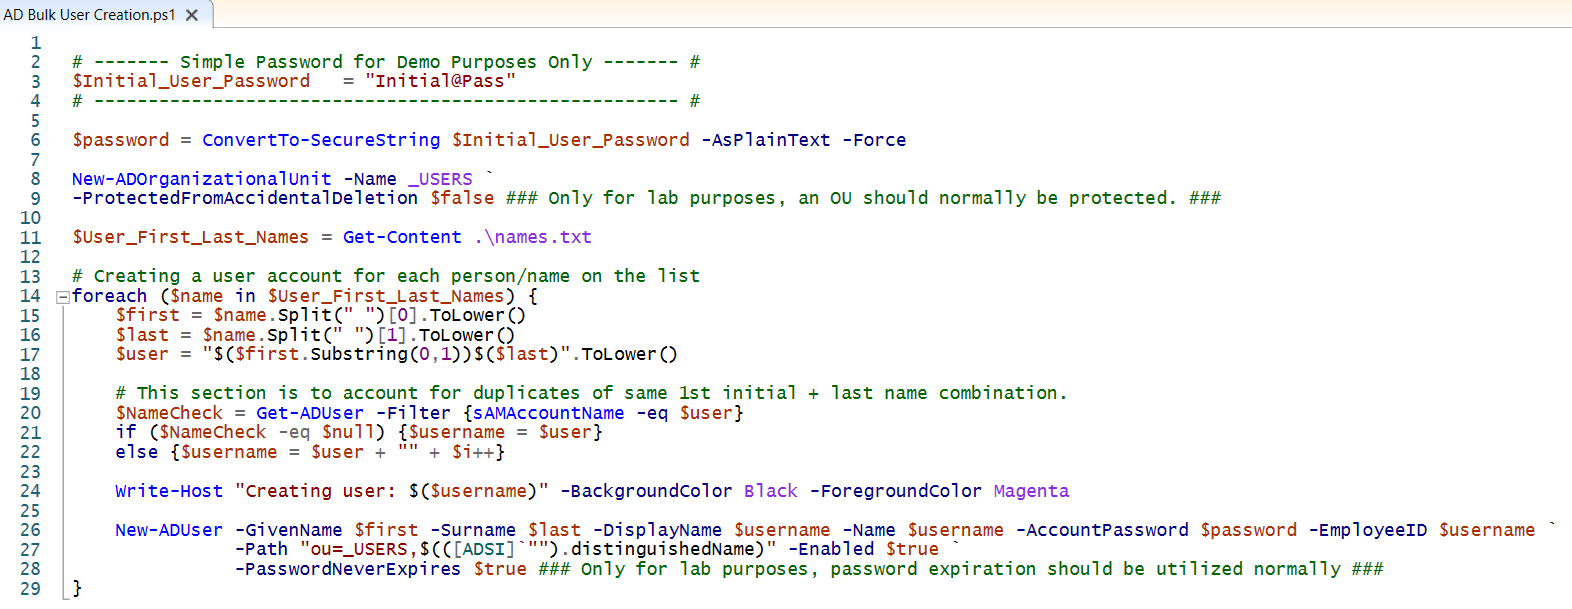 AD Bulk User Creation.ps1
1
2 # ------- Simple Password for Demo Purposes Only ------- #
3 $Initial_User_Password   = "Initial@Pass"
4 # ------------------------------------------------------ #
5
6 $password = ConvertTo-SecureString $Initial_User_Password -AsPlainText -Force
7
8 New-ADOrganizationalUnit -Name _USERS `
9 -ProtectedFromAccidentalDeletion $false ### Only for lab purposes, an OU should normally be protected. ###
10
11 $User_First_Last_Names = Get-Content .\names.txt
12
13 # Creating a user account for each person/name on the list
14 foreach ($name in $User_First_Last_Names) {
15     $first = $name.Split(" ")[0].ToLower()
16     $last = $name.Split(" ")[1].ToLower()
17     $user = "$($first.Substring(0,1))$($last)".ToLower()
18
19     # This section is to account for duplicates of same 1st initial + last name combination.
20     $NameCheck = Get-ADUser -Filter {sAMAccountName -eq $user}
21     if ($NameCheck -eq $null) {$username = $user}
22     else {$username = $user + "" + $i++}
23
24     Write-Host "Creating user: $($username)" -BackgroundColor Black -ForegroundColor Magenta
25
26     New-ADUser -GivenName $first -Surname $last -DisplayName $username -Name $username -AccountPassword $password -EmployeeID $username `
27                -Path "ou=_USERS,$(([ADSI]`"").distinguishedName)" -Enabled $true `
28                -PasswordNeverExpires $true ### Only for lab purposes, password expiration should be utilized normally ###
29 }